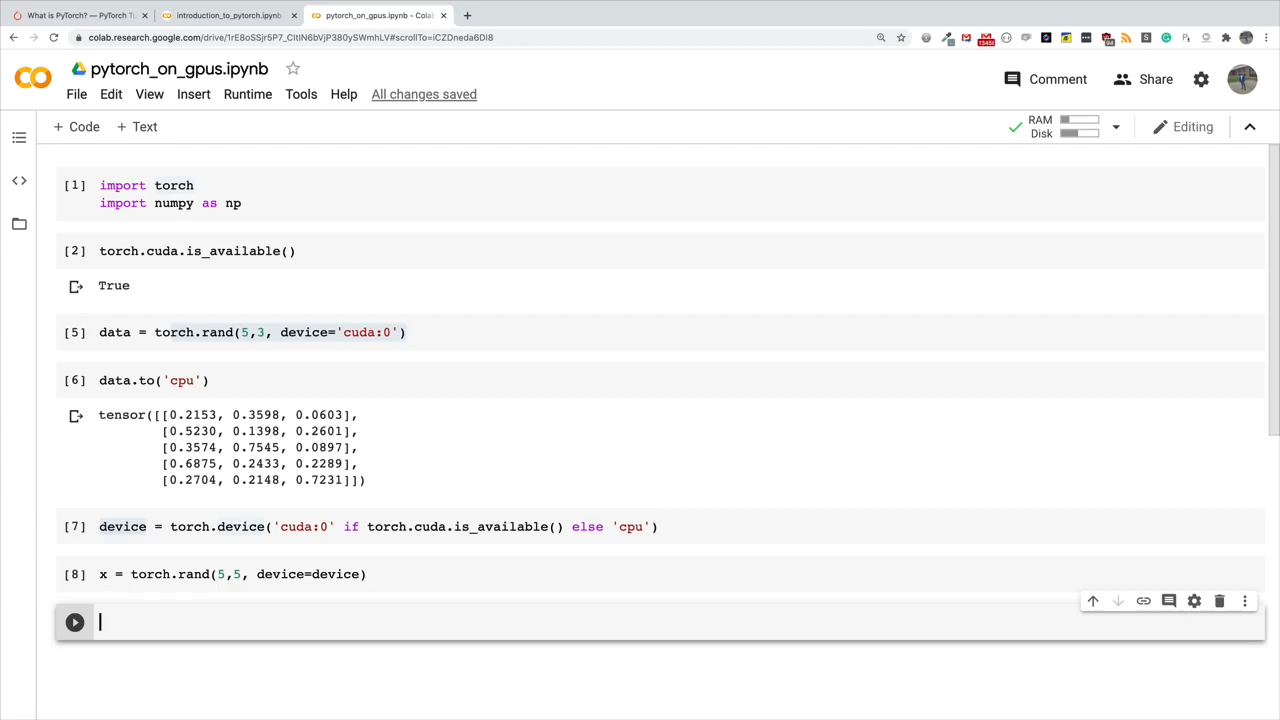 What is PyTorch? — PyTorch Tu
introduction_to_pytorch.ipynb
pytorch_on_gpus.ipynb - Colab
colab.research.google.com/drive/1rE8oSSjr5P7_CItIN6bVjP380ySWmhLV#scrollTo=iCZDneda6DI8
pytorch_on_gpus.ipynb
Comment
Share
File Edit View Insert Runtime Tools Help All changes saved
+ Code + Text
RAM
Disk
Editing
[1] import torch
import numpy as np
[2] torch.cuda.is_available()
True
[5] data = torch.rand(5,3, device='cuda:0')
[6] data.to('cpu')
tensor([[0.2153, 0.3598, 0.0603],
[0.5230, 0.1398, 0.2601],
[0.3574, 0.7545, 0.0897],
[0.6875, 0.2433, 0.2289],
[0.2704, 0.2148, 0.7231]])
[7] device = torch.device('cuda:0' if torch.cuda.is_available() else 'cpu')
[8] x = torch.rand(5,5, device=device)